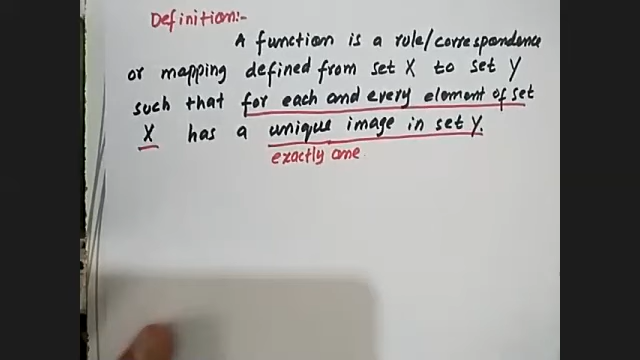 Definition:-
A function is a rule/correspondence
or mapping defined from set X to set Y
such that for each and every element of set
X has a unique image in set Y.
exactly one